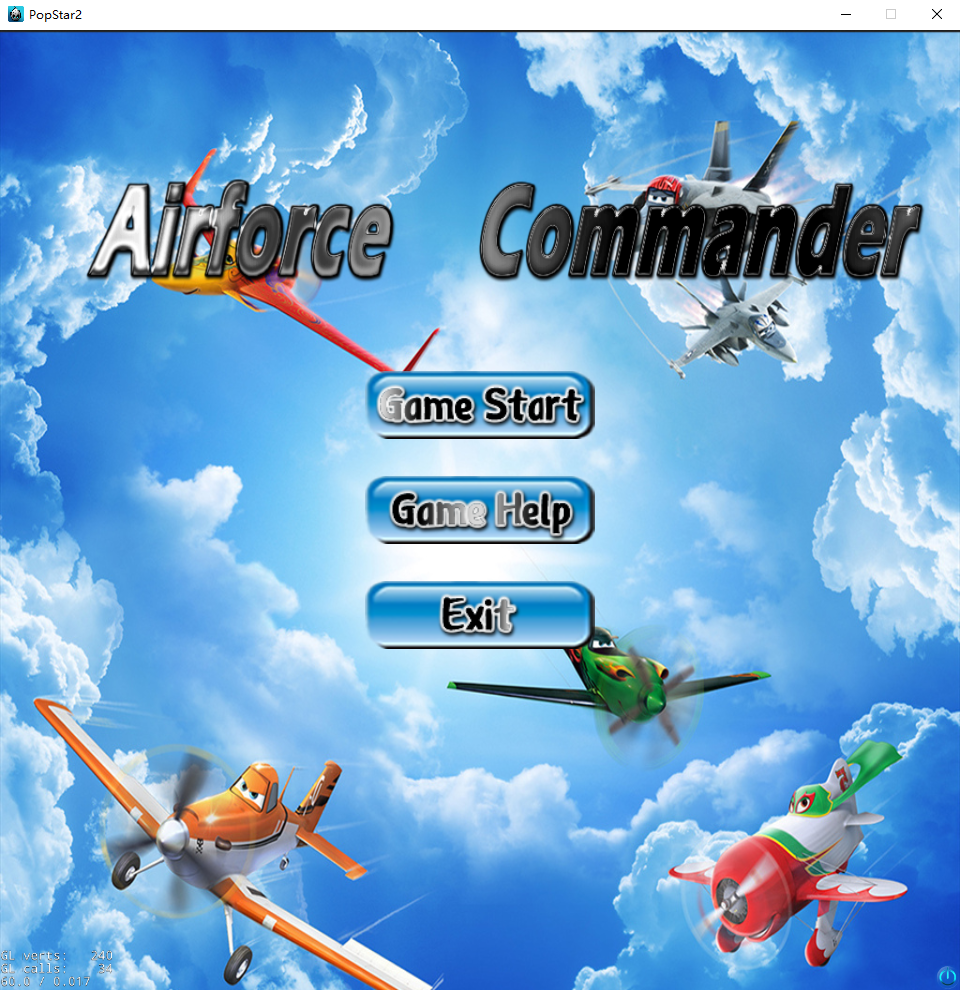 PopStar2
Airforce Commander
Game Start
Game Help
Exit
GL verts: 240
GL calls: 34
60.0 / 0.017